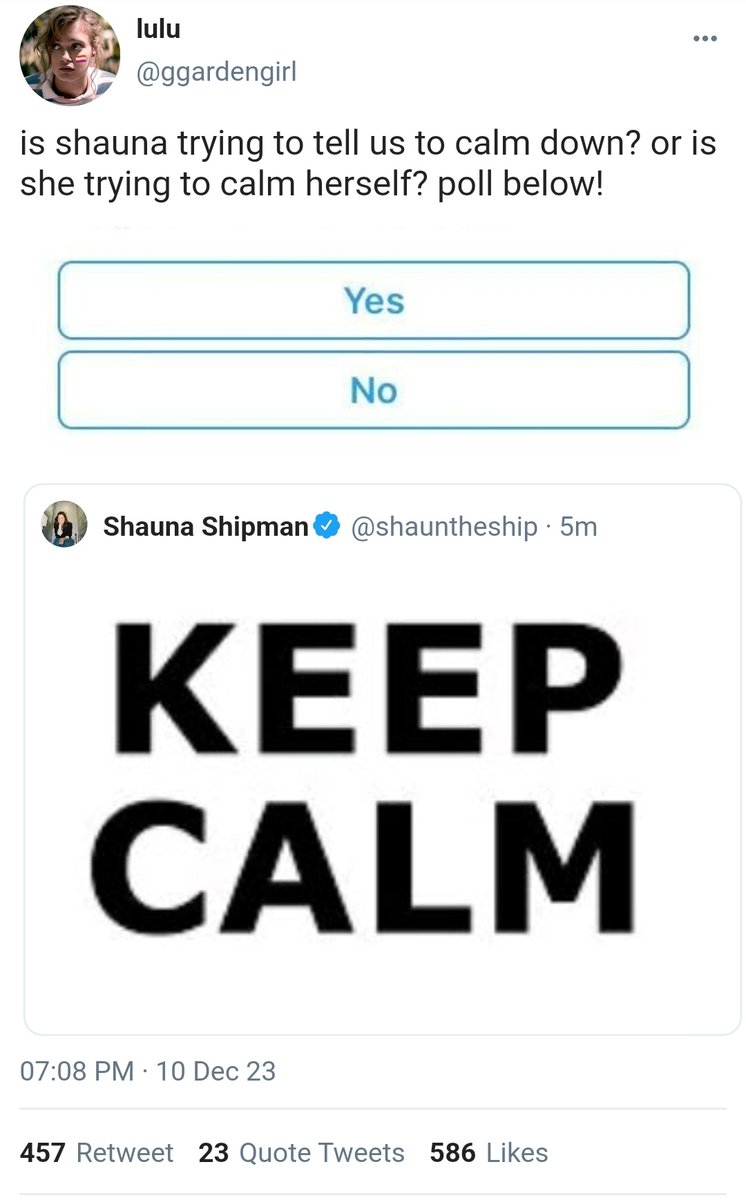 lulu
@ggardengirl
is shauna trying to tell us to calm down? or is
she trying to calm herself? poll below!
Yes
No
Shauna Shipman @shauntheship · 5m
KEEP
CALM
07:08 PM · 10 Dec 23
457 Retweet 23 Quote Tweets 586 Likes